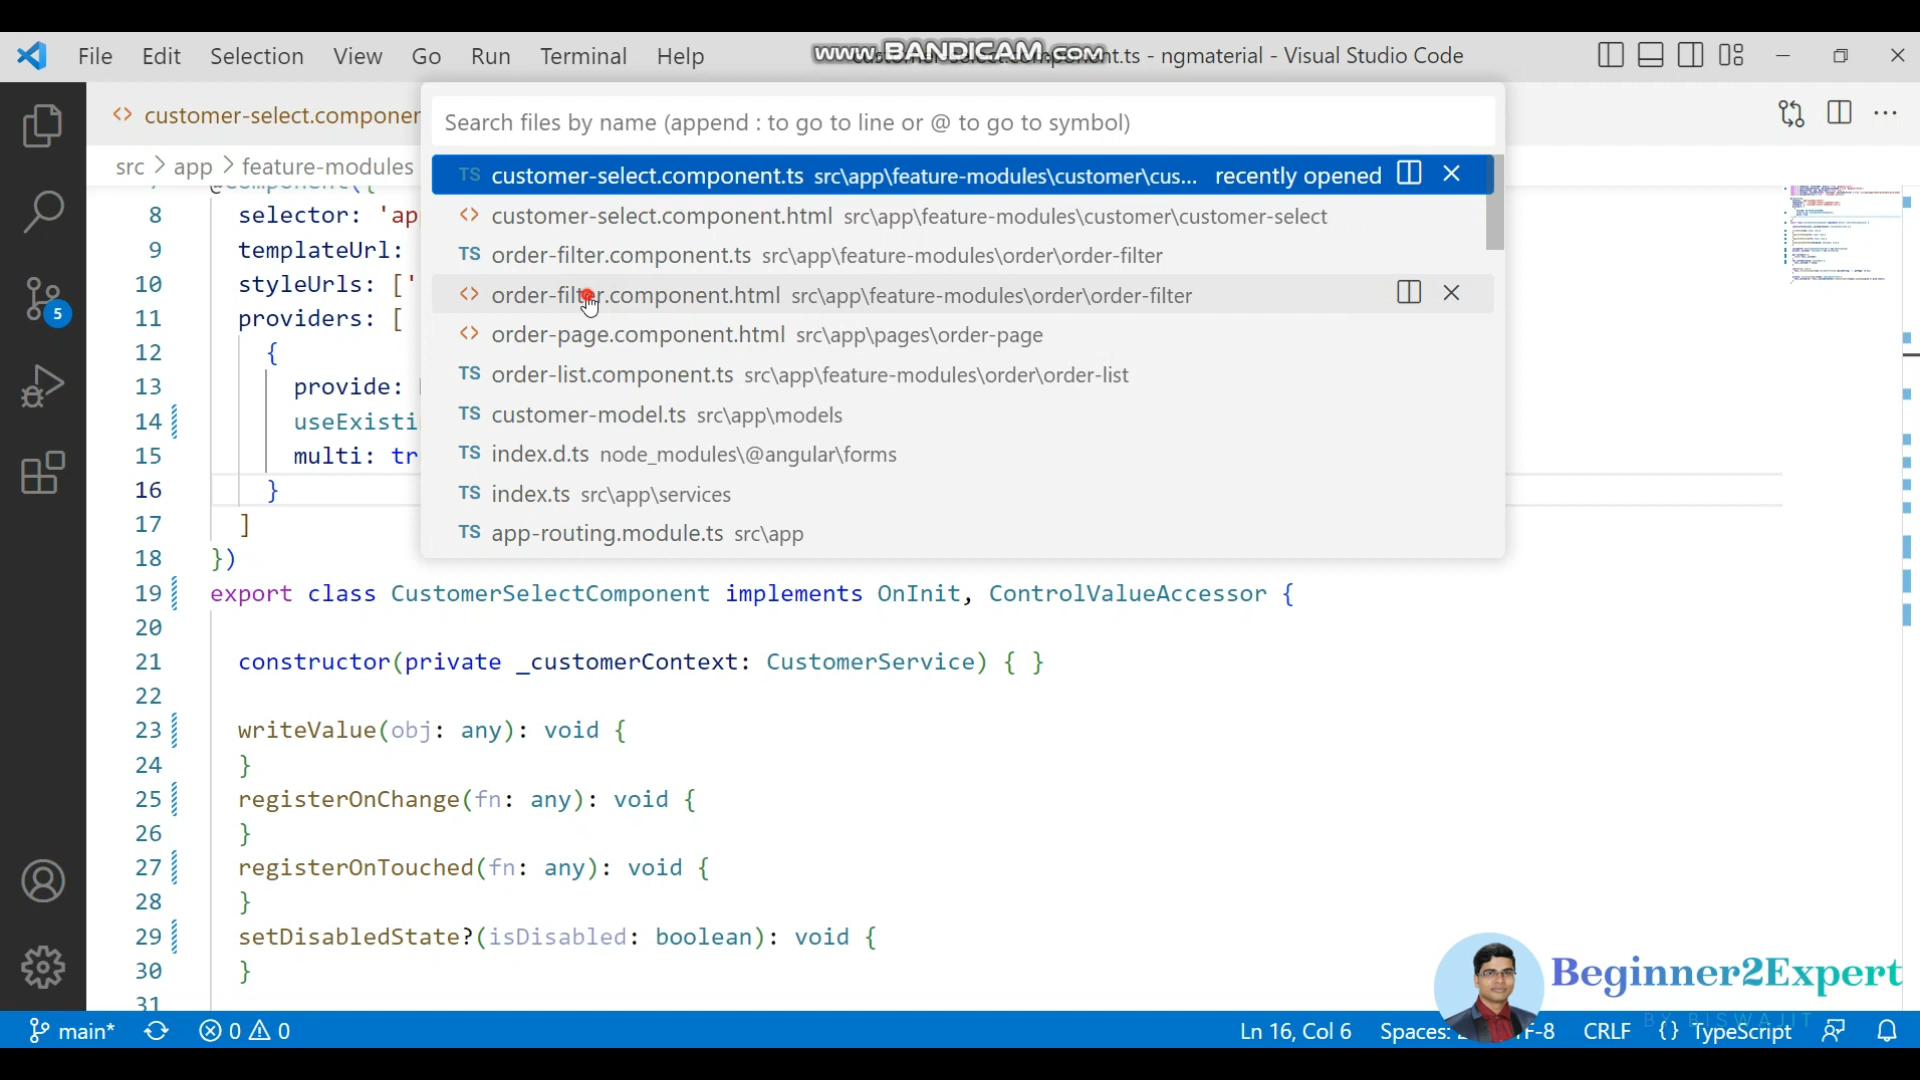 File Edit Selection View Go Run Terminal Help
www.BANDICAM.com
component.ts - ngmaterial - Visual Studio Code
customer-select.componen
Search files by name (append : to go to line or @ to go to symbol)
src > app > feature-modules
TS customer-select.component.ts src\app\feature-modules\customer\cus... recently opened
<> customer-select.component.html src\app\feature-modules\customer\customer-select
TS order-filter.component.ts src\app\feature-modules\order\order-filter
<> order-filter.component.html src\app\feature-modules\order\order-filter
<> order-page.component.html src\app\pages\order-page
TS order-list.component.ts src\app\feature-modules\order\order-list
TS customer-model.ts src\app\models
TS index.d.ts node_modules\@angular\forms
TS index.ts src\app\services
TS app-routing.module.ts src\app
8 selector: 'ap
9 templateUrl:
10 styleUrls: ['
11 providers: [
12 {
13 provide:
14 useExisti
15 multi: tr
16 }
17 ]
18 })
19 export class CustomerSelectComponent implements OnInit, ControlValueAccessor {
20
21 constructor(private _customerContext: CustomerService) { }
22
23 writeValue(obj: any): void {
24 }
25 registerOnChange(fn: any): void {
26 }
27 registerOnTouched(fn: any): void {
28 }
29 setDisabledState?(isDisabled: boolean): void {
30 }
31
5
Beginner2Expert
BY BISWAJIT
main* 0 0 Ln 16, Col 6 Spaces: F-8 CRLF {} TypeScript